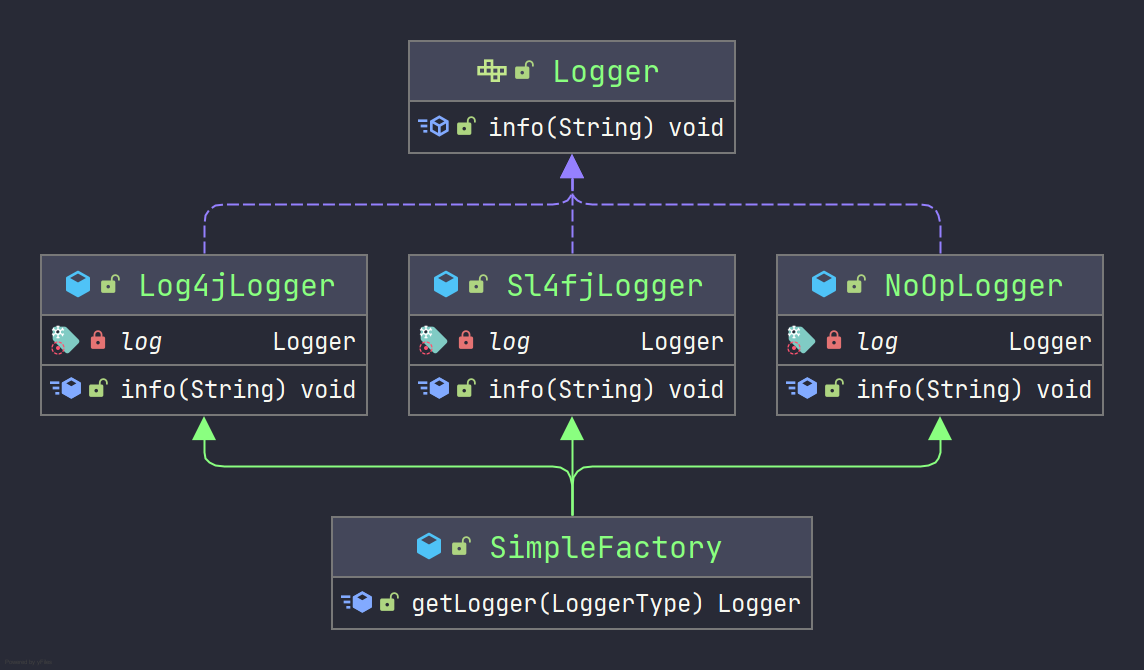 Logger
info(String) void
Log4jLogger
log Logger
info(String) void
Sl4fjLogger
log Logger
info(String) void
NoOpLogger
log Logger
info(String) void
SimpleFactory
getLogger(LoggerType) Logger